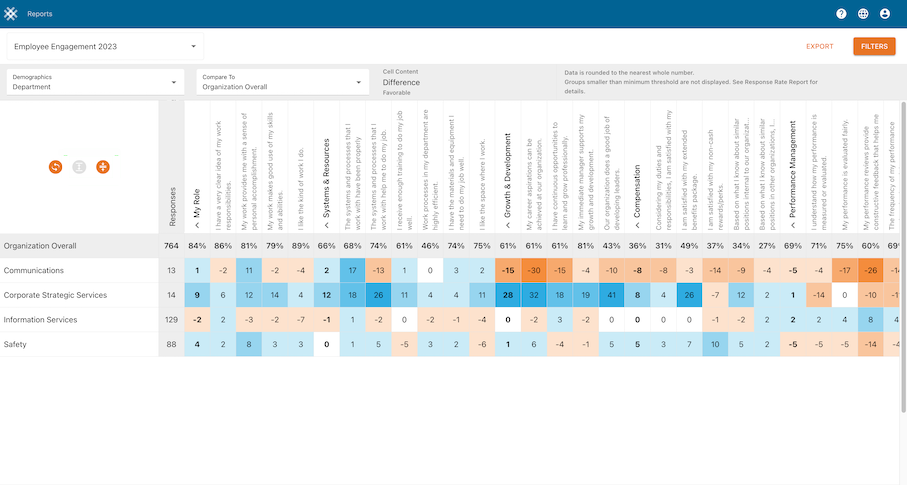 Reports
Employee Engagement 2023
EXPORT
FILTERS
Demographics
Department
Compare To
Organization Overall
Cell Content
Difference
Favorable
Data is rounded to the nearest whole number.
Groups smaller than minimum threshold are not displayed. See Response Rate Report for
details.
Responses
My Role
I have a very clear idea of my work
responsibilities.
My work provides me with a sense of
personal accomplishment.
My work makes good use of my skills
and abilities.
I like the kind of work I do.
Systems & Resources
The systems and processes that I
work with have been properly
The systems and processes that I
work with help me to do my job.
I receive enough training to do my job
well.
Work processes in my department are
highly efficient.
I have the materials and equipment I
need to do my job well.
I like the space where I work.
Growth & Development
My career aspirations can be
achieved at our organization.
I have continuous opportunities to
learn and grow professionally.
My immediate manager supports my
growth and development.
Our organization does a good job of
developing leaders.
Compensation
Considering my duties and
responsibilities, I am satisfied with my
I am satisfied with my extended
benefits package.
I am satisfied with my non-cash
rewards/perks.
Based on what I know about similar
positions internal to our organizat...
Based on what I know about similar
positions in other organizations, I...
Performance Management
I understand how my performance is
measured or evaluated.
My performance is evaluated fairly.
My performance reviews provide
constructive feedback that helps me
The frequency of my performance
Organization Overall 764 84% 86% 81% 79% 89% 66% 68% 74% 61% 46% 74% 75% 61% 61% 61% 81% 43% 36% 31% 49% 37% 34% 27% 69% 71% 75% 60% 69
Communications 13 1 -2 11 -2 -4 2 17 -13 1 0 3 2 -15 -30 -15 -4 -10 -8 -8 -3 -14 -9 -4 -5 -4 -17 -26 -14
Corporate Strategic Services 14 9 6 12 14 4 12 18 26 11 4 4 11 28 32 18 19 41 8 4 26 -7 12 2 1 -14 0 -10 -1
Information Services 129 -2 2 -3 -2 -7 -1 1 -2 0 -2 -1 -4 0 -2 3 -2 0 0 0 -1 -2 2 2 2 4 8 4
Safety 88 4 2 8 3 3 0 1 5 -5 3 2 -6 1 6 -4 -1 5 5 3 7 10 5 2 -5 -5 -5 -14 -4